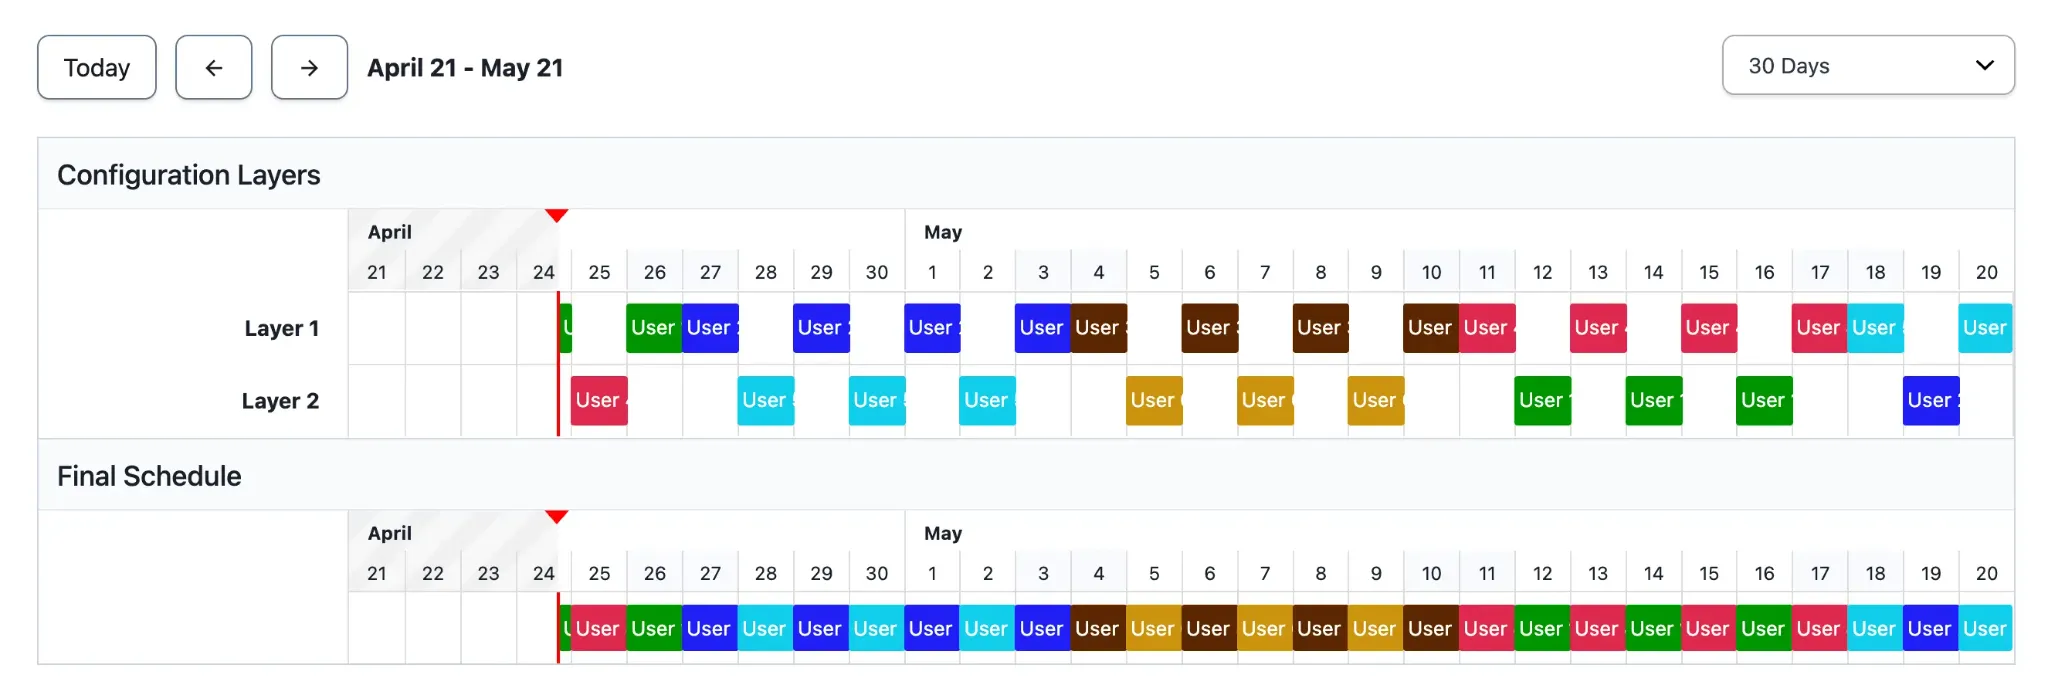 Today ← → April 21 - May 21 30 Days
Configuration Layers
April May
21 22 23 24 25 26 27 28 29 30 1 2 3 4 5 6 7 8 9 10 11 12 13 14 15 16 17 18 19 20
Layer 1 U User User User User User User User User User User User User User User User
Layer 2 User User User User User User User User User User User
Final Schedule
April May
21 22 23 24 25 26 27 28 29 30 1 2 3 4 5 6 7 8 9 10 11 12 13 14 15 16 17 18 19 20
U User User User User User User User User User User User User User User User User User User User User User User User User User User